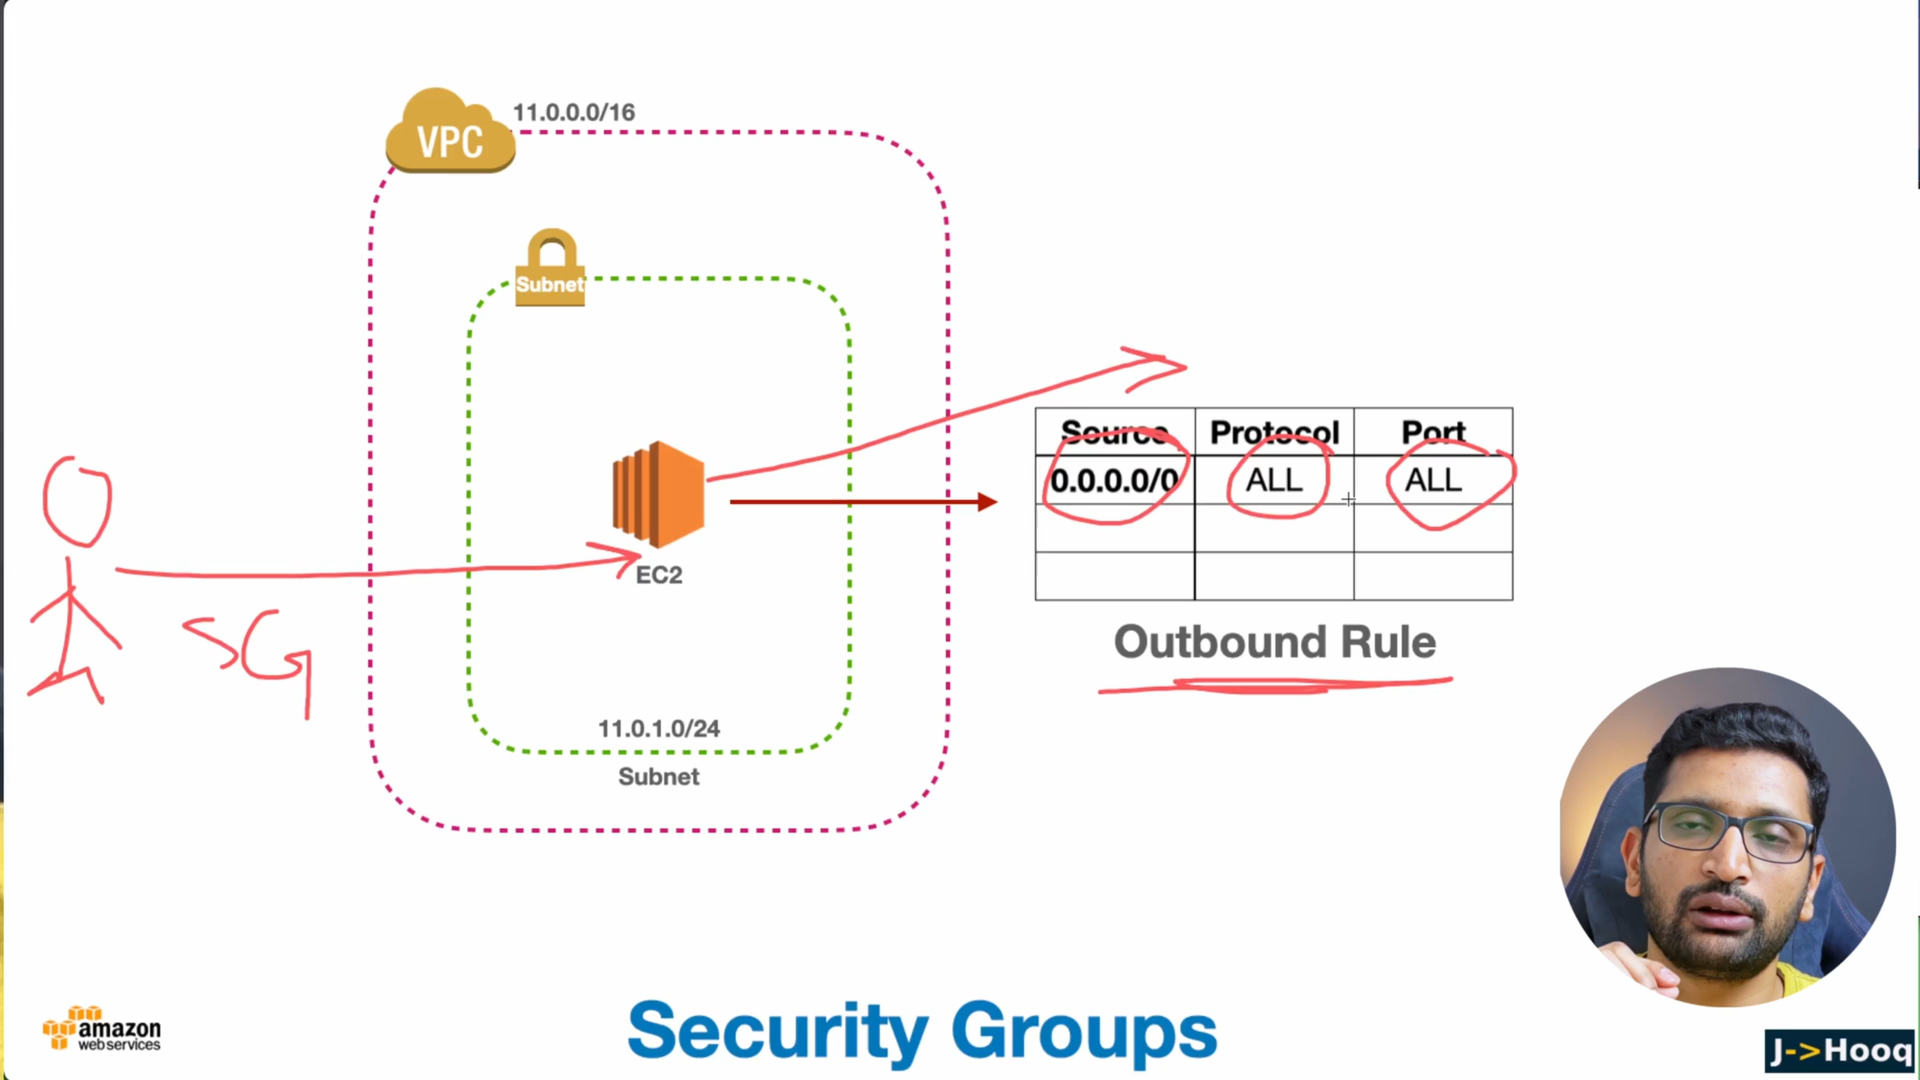 VPC
11.0.0.0/16
Subnet
Source Protocol Port
0.0.0.0/0 ALL ALL
EC2
SG
Outbound Rule
11.0.1.0/24
Subnet
Security Groups
amazon
webservices
J->Hooq